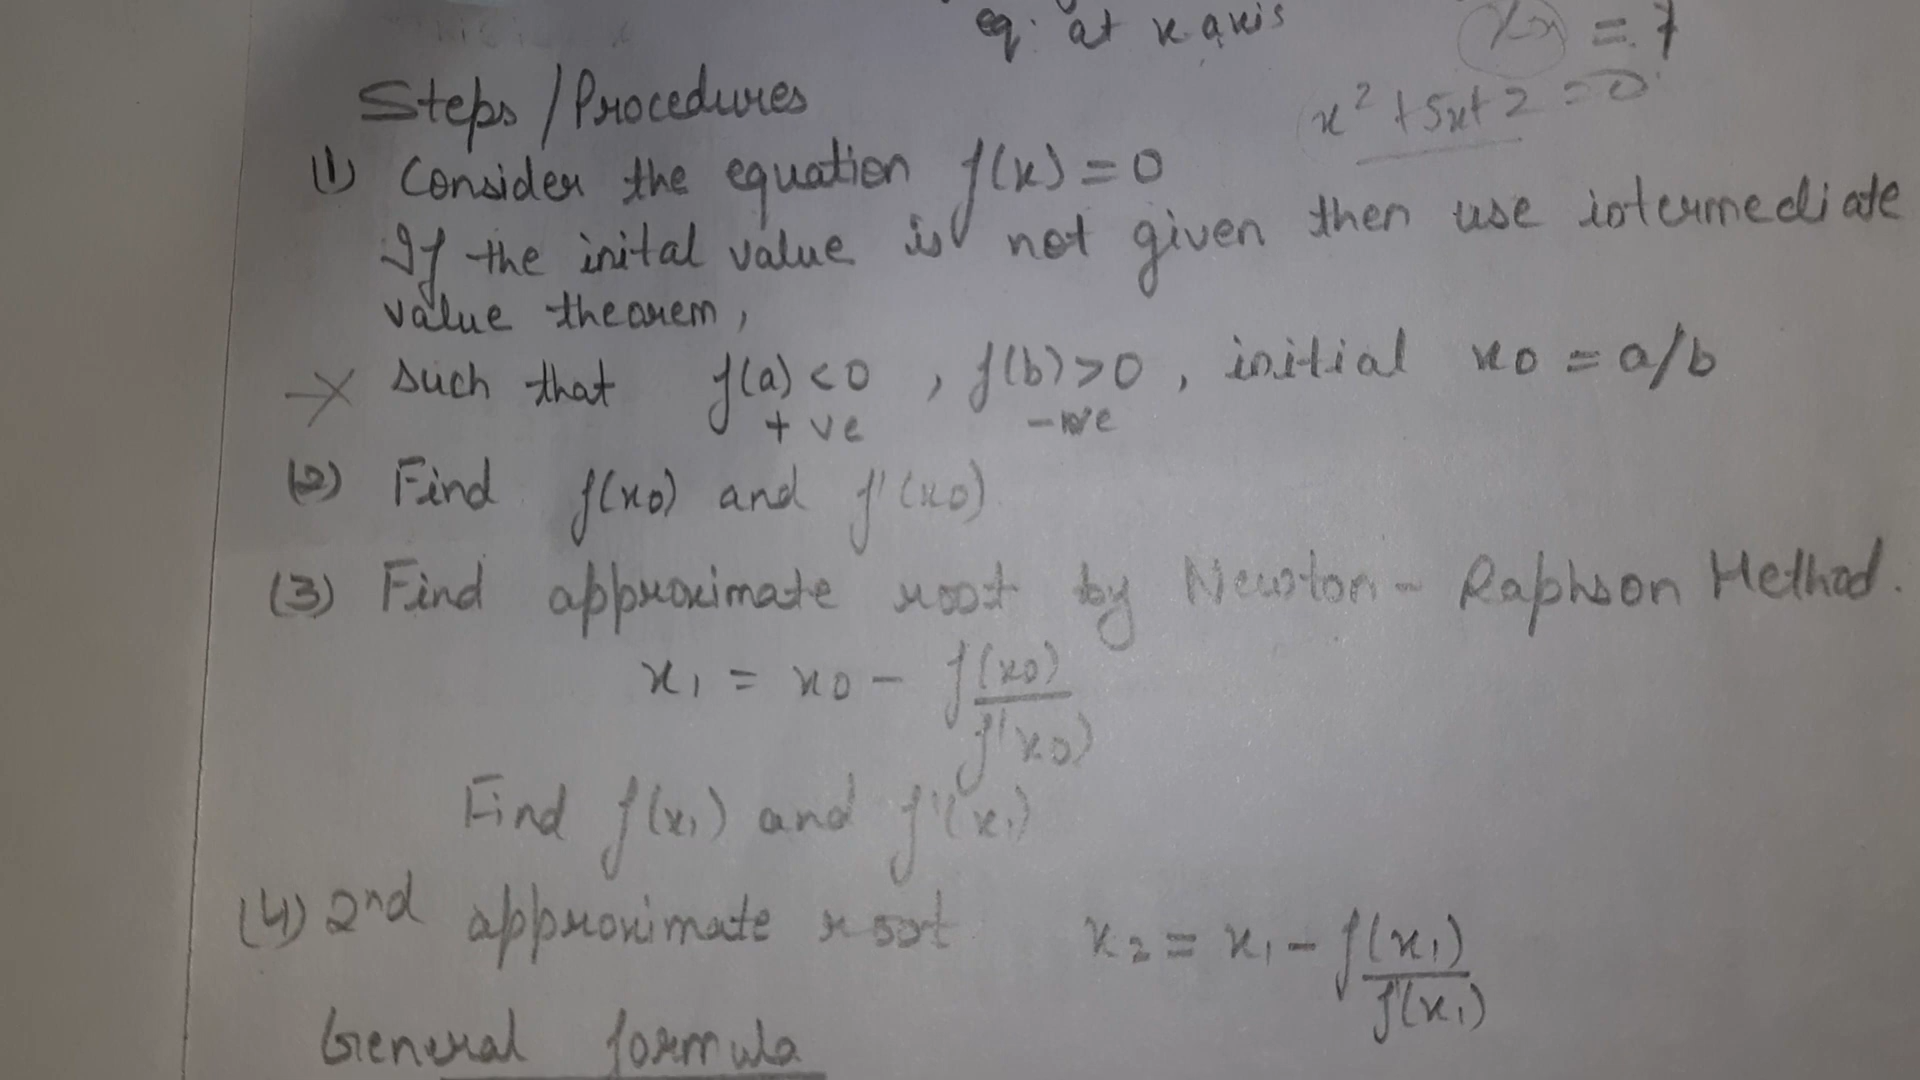 eq. at x axis
= 7
x² + 5x + 2 = 0
Steps / Procedures
(1) Consider the equation f(x) = 0
If the inital value is not given then use intermediate
value theorem,
→ such that f(a) < 0 , f(b) > 0 , initial x0 = a/b
+ ve - ve
(2) Find f(x0) and f'(x0)
(3) Find approximate root by Newton - Raphson Method.
x1 = x0 - f(x0)
f'(x0)
Find f(x1) and f'(x1)
(4) 2nd approximate root x2 = x1 - f(x1)
f'(x1)
General formula